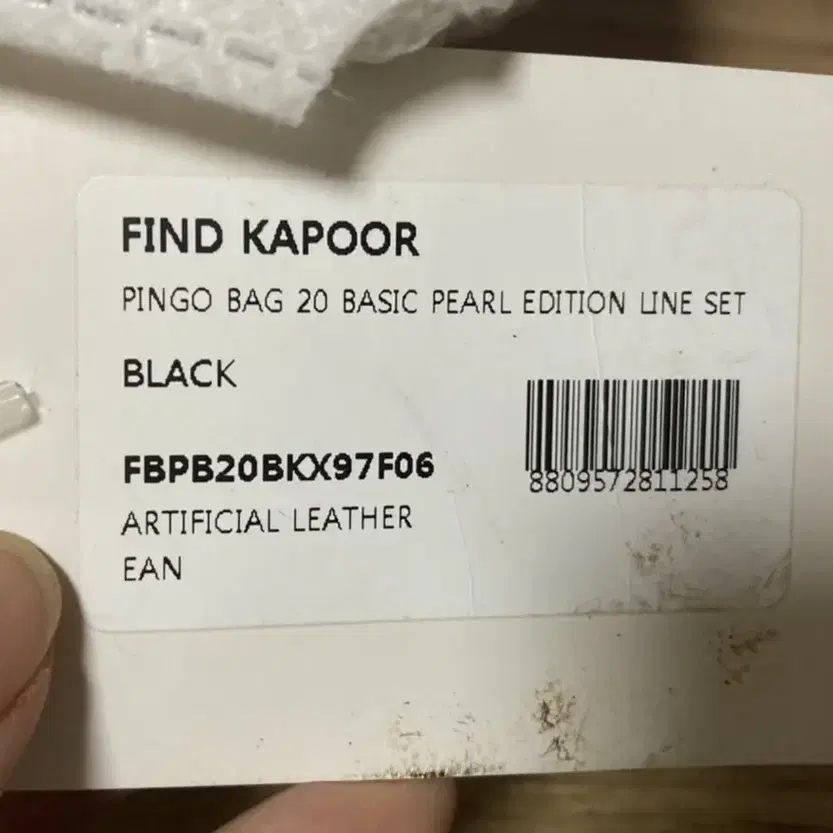 FIND KAPOOR
PINGO BAG 20 BASIC PEARL EDITION LINE SET
BLACK
8809572811258
FBPB20BKX97F06
ARTIFICIAL LEATHER
EAN